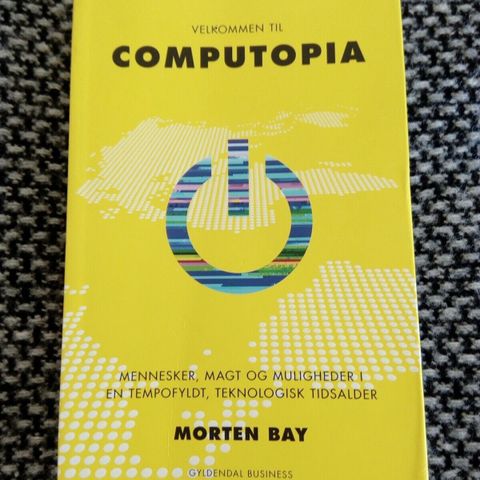 VELKOMMEN TIL
COMPUTOPIA
MENNESKER, MAGT OG MULIGHEDER I
EN TEMPOFYLDT, TEKNOLOGISK TIDSALDER
MORTEN BAY
GYLDENDAL BUSINESS